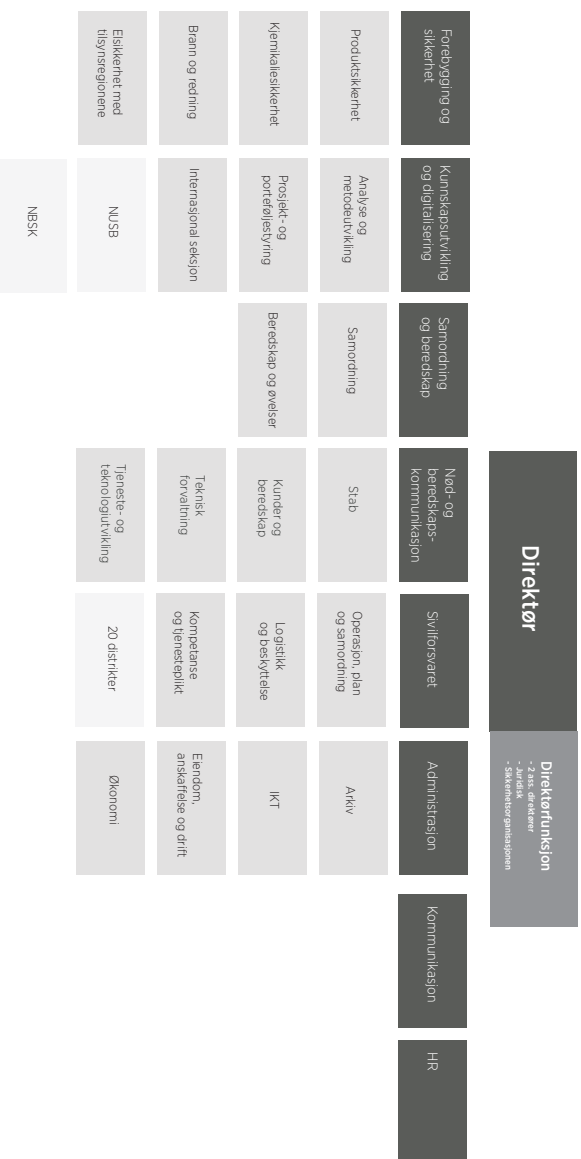 Direktør
Direktørfunksjon
- 2 ass. direktører
- Juridisk
- Sikkerhetsorganisasjonen
Forebygging og
sikkerhet
Produktsikkerhet
Kjemikaliesikkerhet
Brann og redning
Elsikkerhet med
tilsynsregionene
Kunnskapsutvikling
og digitalisering
Analyse og
metodeutvikling
Prosjekt- og
porteføljestyring
Internasjonal seksjon
NUSB
NBSK
Samordning
og beredskap
Samordning
Beredskap og øvelser
Nød- og
beredskaps-
kommunikasjon
Stab
Kunder og
beredskap
Teknisk
forvaltning
Tjeneste- og
teknologiutvikling
Sivilforsvaret
Operasjon, plan
og samordning
Logistikk
og beskyttelse
Kompetanse
og tjenesteplikt
20 distrikter
Administrasjon
Arkiv
IKT
Eiendom,
anskaffelse og drift
Økonomi
Kommunikasjon
HR